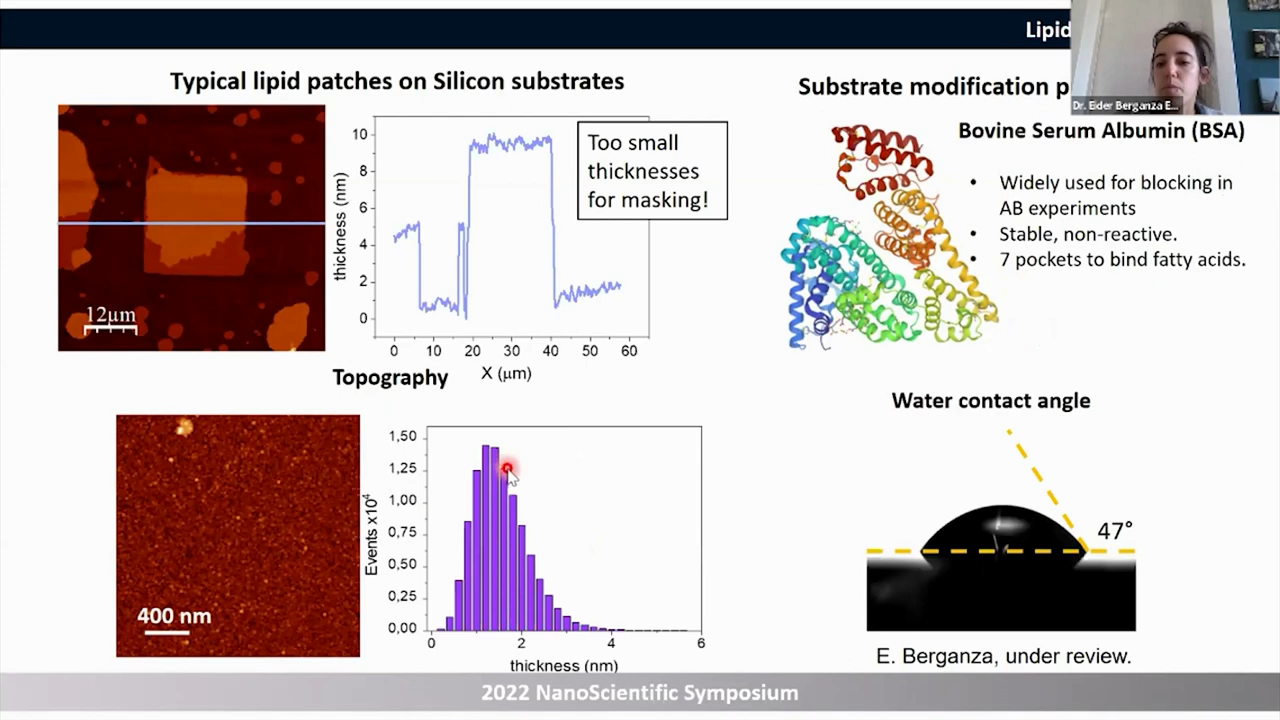 Lipid
Dr. Eider Berganza E...
Typical lipid patches on Silicon substrates
12µm
thickness (nm)
10
8
6
4
2
0
0 10 20 30 40 50 60
X (µm)
Too small
thicknesses
for masking!
Topography
400 nm
Events x10⁴
1,50
1,25
1,00
0,75
0,50
0,25
0,00
0 2 4 6
thickness (nm)
Substrate modification p
Bovine Serum Albumin (BSA)
• Widely used for blocking in
AB experiments
• Stable, non-reactive.
• 7 pockets to bind fatty acids.
Water contact angle
47°
E. Berganza, under review.
2022 NanoScientific Symposium